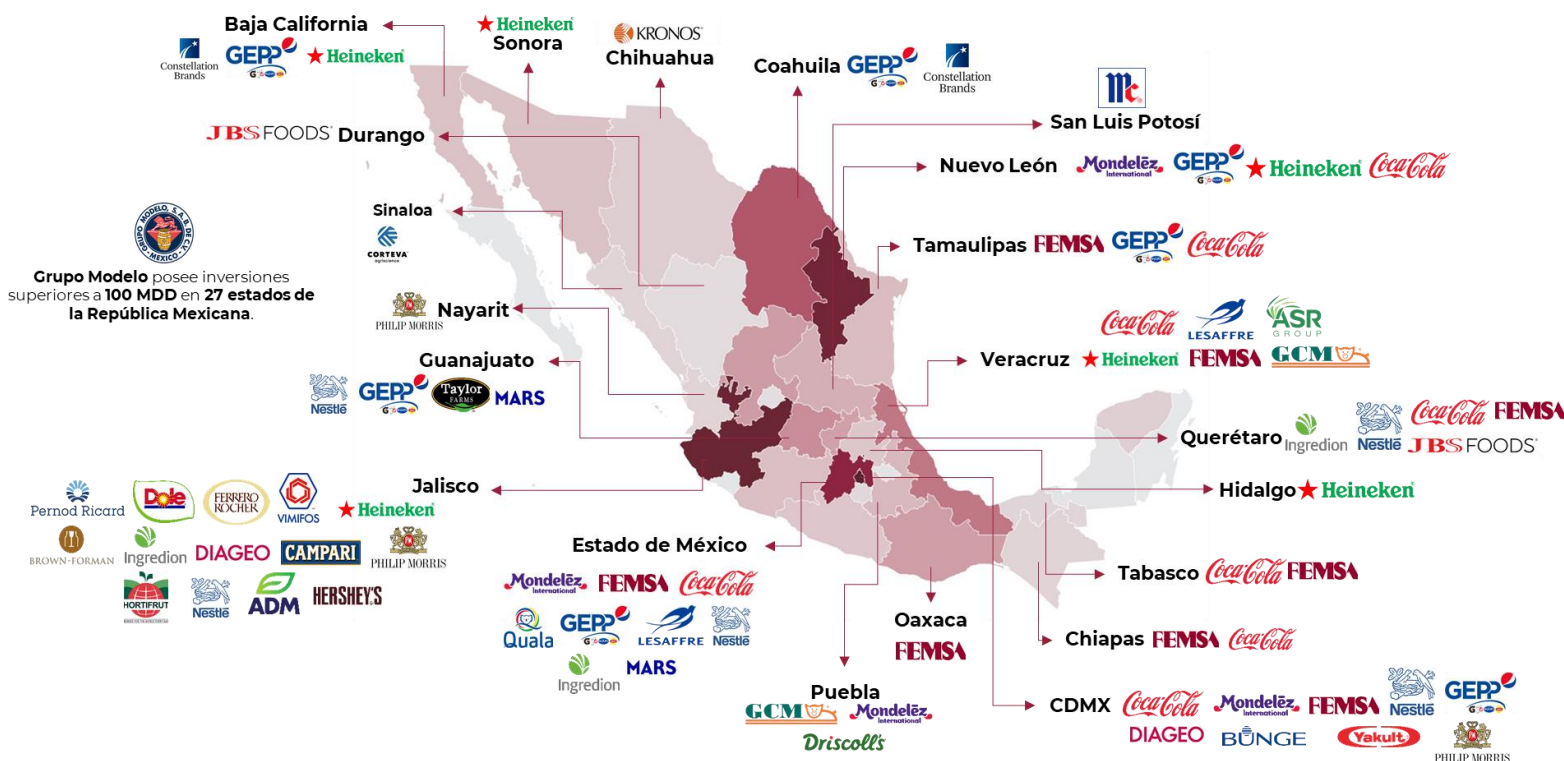 Baja California
Constellation
Brands
GEPP
Heineken
Heineken
Sonora
KRONOS
Chihuahua
Coahuila
GEPP
Constellation
Brands
Mc
San Luis Potosí
JBS FOODS
Durango
Nuevo León
Mondelēz
International
GEPP
Heineken
Coca-Cola
Sinaloa
CORTEVA
agriscience
Tamaulipas
FEMSA
GEPP
Coca-Cola
GRUPO MODELO, S.A.B. DE C.V.
MEXICO
Grupo Modelo posee inversiones
superiores a 100 MDD en 27 estados de
la República Mexicana.
PHILIP MORRIS
Nayarit
Coca-Cola
LESAFFRE
ASR
GROUP
Veracruz
Heineken
FEMSA
GCM
Guanajuato
Nestlé
GEPP
Taylor
FARMS
MARS
Querétaro
Ingredion
Nestlé
Coca-Cola
FEMSA
JBS FOODS
Jalisco
Pernod Ricard
Dole
FERRERO
ROCHER
VIMIFOS
Heineken
BROWN-FORMAN
Ingredion
DIAGEO
CAMPARI
PHILIP MORRIS
HORTIFRUT
Nestlé
ADM
HERSHEY'S
Hidalgo
Heineken
Estado de México
Mondelēz
International
FEMSA
Coca-Cola
Quala
GEPP
LESAFFRE
Nestlé
Ingredion
MARS
Tabasco
Coca-Cola
FEMSA
Oaxaca
FEMSA
Chiapas
FEMSA
Coca-Cola
Puebla
GCM
Mondelēz
International
Driscoll's
CDMX
Coca-Cola
Mondelēz
International
FEMSA
Nestlé
GEPP
DIAGEO
BUNGE
Yakult
PHILIP MORRIS